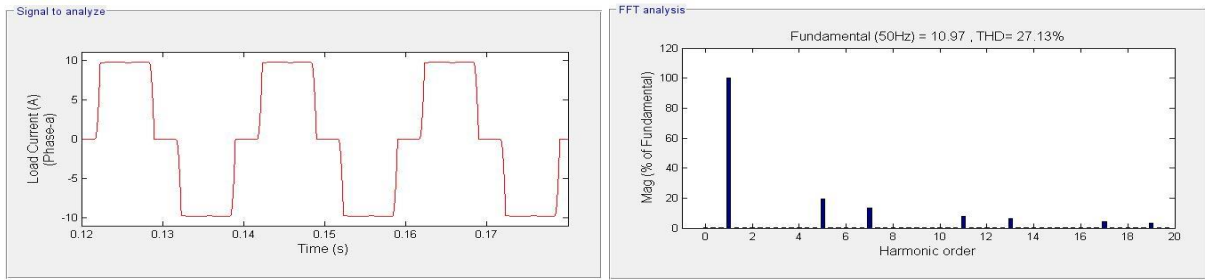 Signal to analyze
10
5
0
-5
-10
Load Current (A)
(Phase-a)
0.12 0.13 0.14 0.15 0.16 0.17
Time (s)
FFT analysis
Fundamental (50Hz) = 10.97 , THD= 27.13%
120
100
80
60
40
20
0
Mag (% of Fundamental)
0 2 4 6 8 10 12 14 16 18 20
Harmonic order